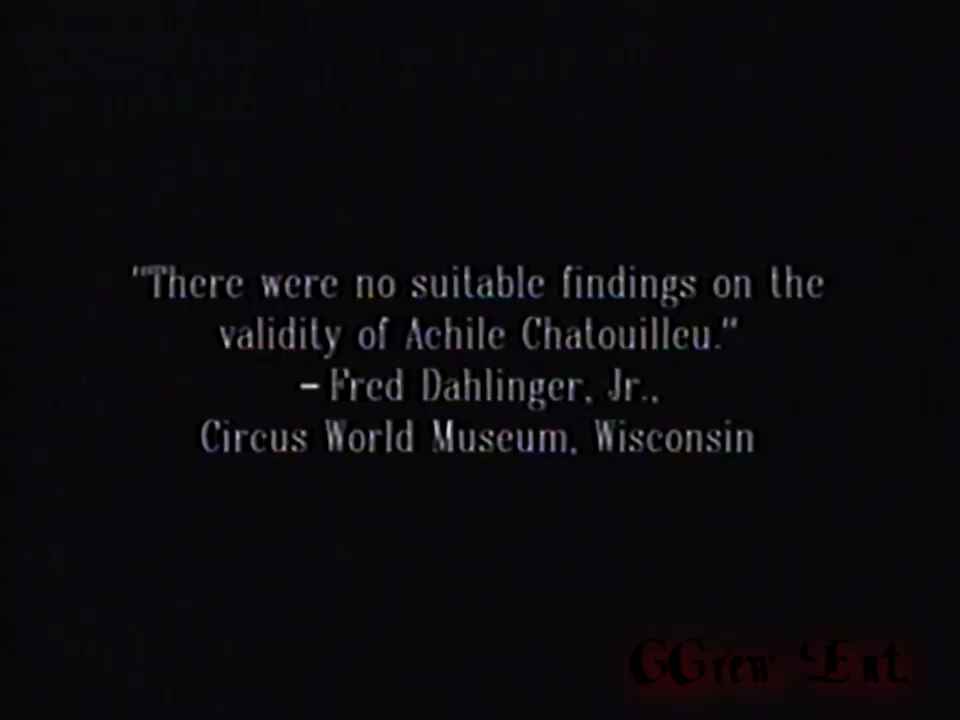 "There were no suitable findings on the
validity of Achile Chatouilleu."
– Fred Dahlinger, Jr.,
Circus World Museum, Wisconsin
GGrew Ent.